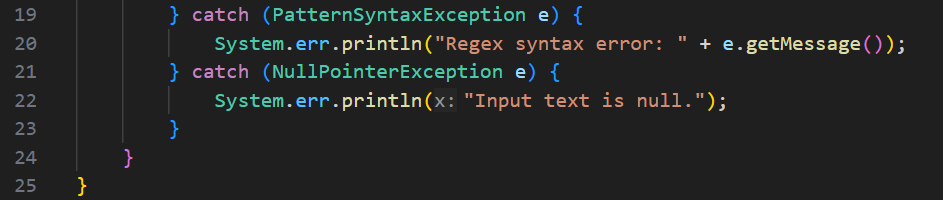 19 } catch (PatternSyntaxException e) {
20 System.err.println("Regex syntax error: " + e.getMessage());
21 } catch (NullPointerException e) {
22 System.err.println(x: "Input text is null.");
23 }
24 }
25 }